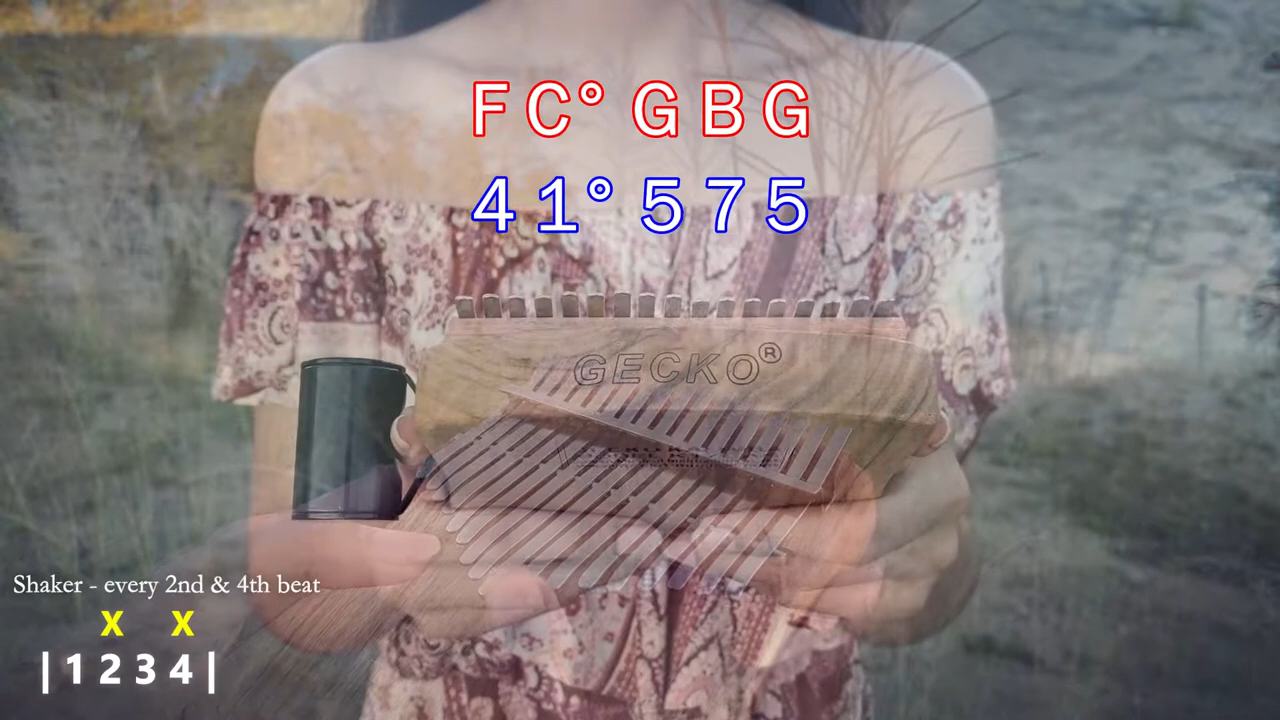 F C° G B G
4 1° 5 7 5
GECKO®
Shaker - every 2nd & 4th beat
X X
| 1 2 3 4 |